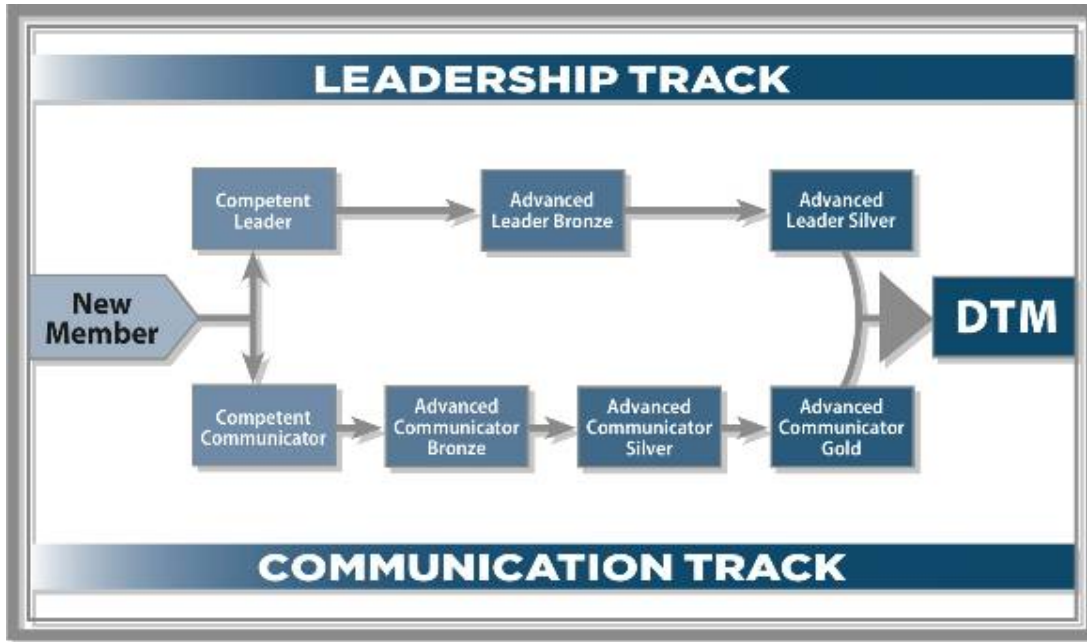 LEADERSHIP TRACK
Competent
Leader
Advanced
Leader Bronze
Advanced
Leader Silver
New
Member
DTM
Competent
Communicator
Advanced
Communicator
Bronze
Advanced
Communicator
Silver
Advanced
Communicator
Gold
COMMUNICATION TRACK